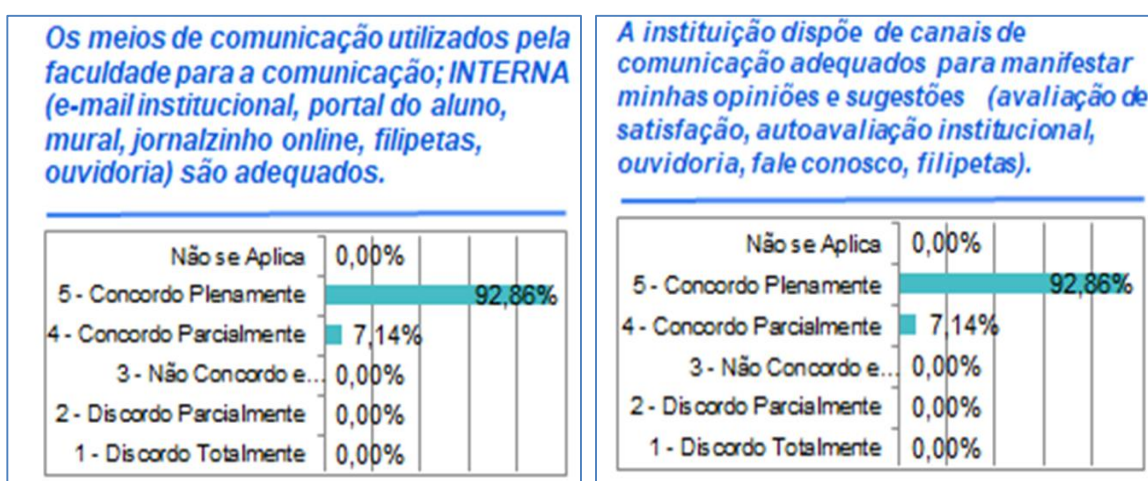 Os meios de comunicação utilizados pela
faculdade para a comunicação; INTERNA
(e-mail institucional, portal do aluno,
mural, jornalzinho online, filipetas,
ouvidoria) são adequados.
Não se Aplica 0,00%
5 - Concordo Plenamente 92,86%
4 - Concordo Parcialmente 7,14%
3 - Não Concordo e... 0,00%
2 - Discordo Parcialmente 0,00%
1 - Discordo Totalmente 0,00%
A instituição dispõe de canais de
comunicação adequados para manifestar
minhas opiniões e sugestões (avaliação de
satisfação, autoavaliação institucional,
ouvidoria, fale conosco, filipetas).
Não se Aplica 0,00%
5 - Concordo Plenamente 92,86%
4 - Concordo Parcialmente 7,14%
3 - Não Concordo e... 0,00%
2 - Discordo Parcialmente 0,00%
1 - Discordo Totalmente 0,00%